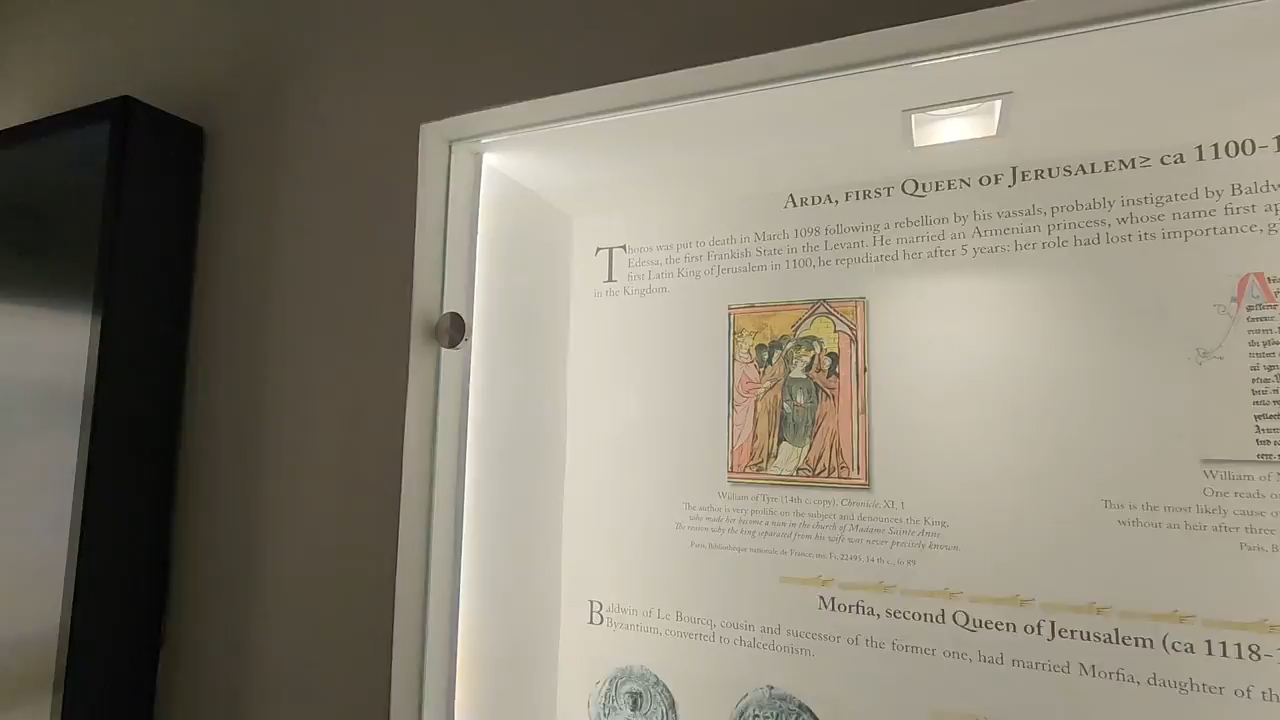 ARDA, FIRST QUEEN OF JERUSALEM≥ ca 1100-1
Thoros was put to death in March 1098 following a rebellion by his vassals, probably instigated by Baldw
Edessa, the first Frankish State in the Levant. He married an Armenian princess, whose name first ap
first Latin King of Jerusalem in 1100, he repudiated her after 5 years: her role had lost its importance, g
in the Kingdom.
William of Tyre (14th c. copy), Chronicle, XI, 1
The author is very prolific on the subject and denounces the King,
who made her become a nun in the church of Madame Sainte Anne
The reason why the king separated from his wife was never precisely known.
Paris, Bibliothèque nationale de France, ms. Fr. 22495, 14 th c., fo 89
William of
One reads o
This is the most likely cause o
without an heir after three
Paris, B
Morfia, second Queen of Jerusalem (ca 1118-
Baldwin of Le Bourcq, cousin and successor of the former one, had married Morfia, daughter of th
Byzantium, converted to chalcedonism.